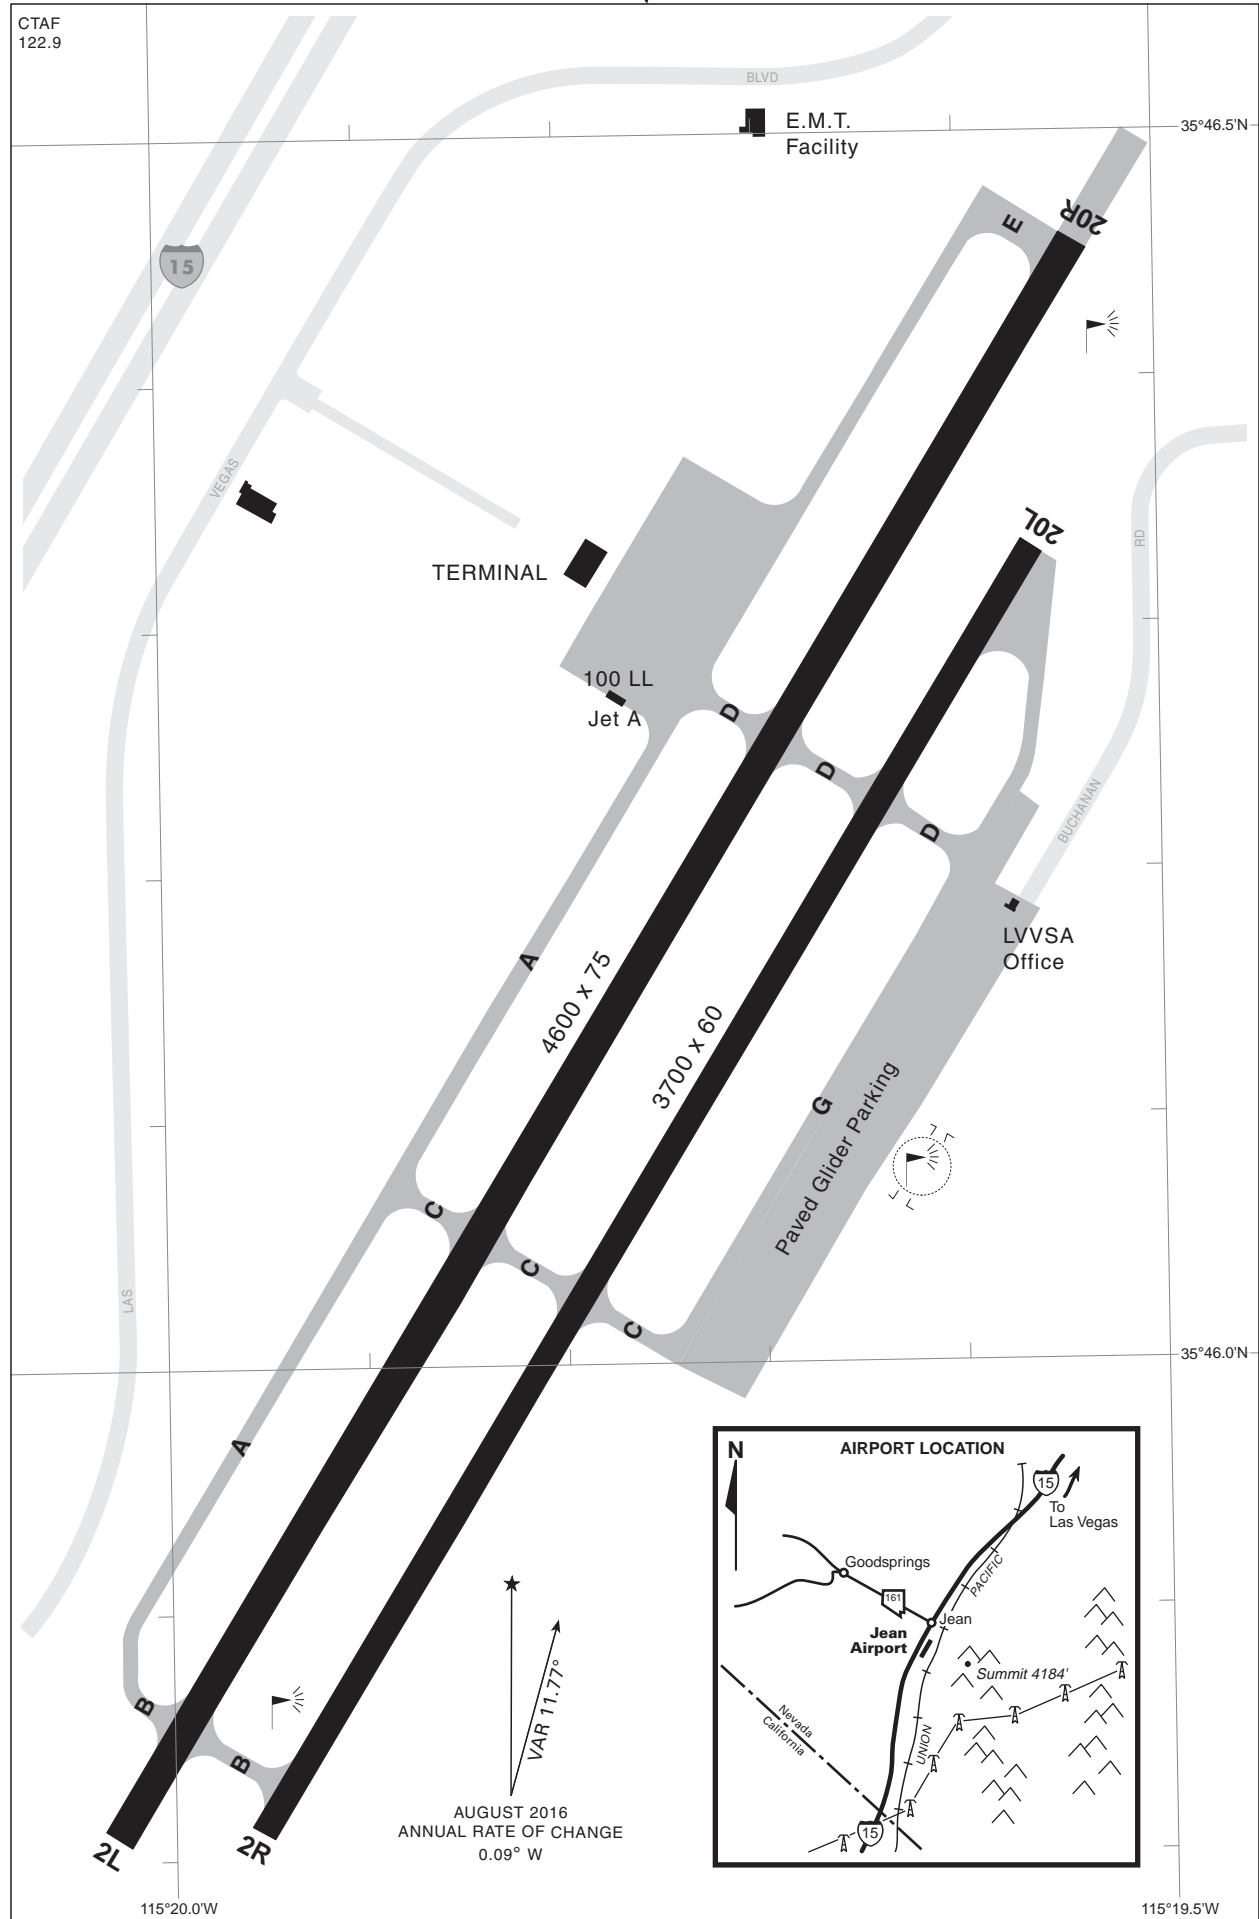 CTAF
122.9
BLVD
E.M.T.
Facility
35°46.5'N
E
20R
15
VEGAS
20L
RD
TERMINAL
100 LL
Jet A
D
D
D
BUCHANAN
LVVSA
Office
A
4600 x 75
3700 x 60
G
Paved Glider Parking
C
C
C
LAS
35°46.0'N
A
N
AIRPORT LOCATION
15
To
Las Vegas
PACIFIC
Goodsprings
161
Jean
Jean
Airport
Summit 4184'
Nevada
California
UNION
15
B
B
VAR 11.77°
AUGUST 2016
ANNUAL RATE OF CHANGE
0.09° W
2L
2R
115°20.0'W
115°19.5'W